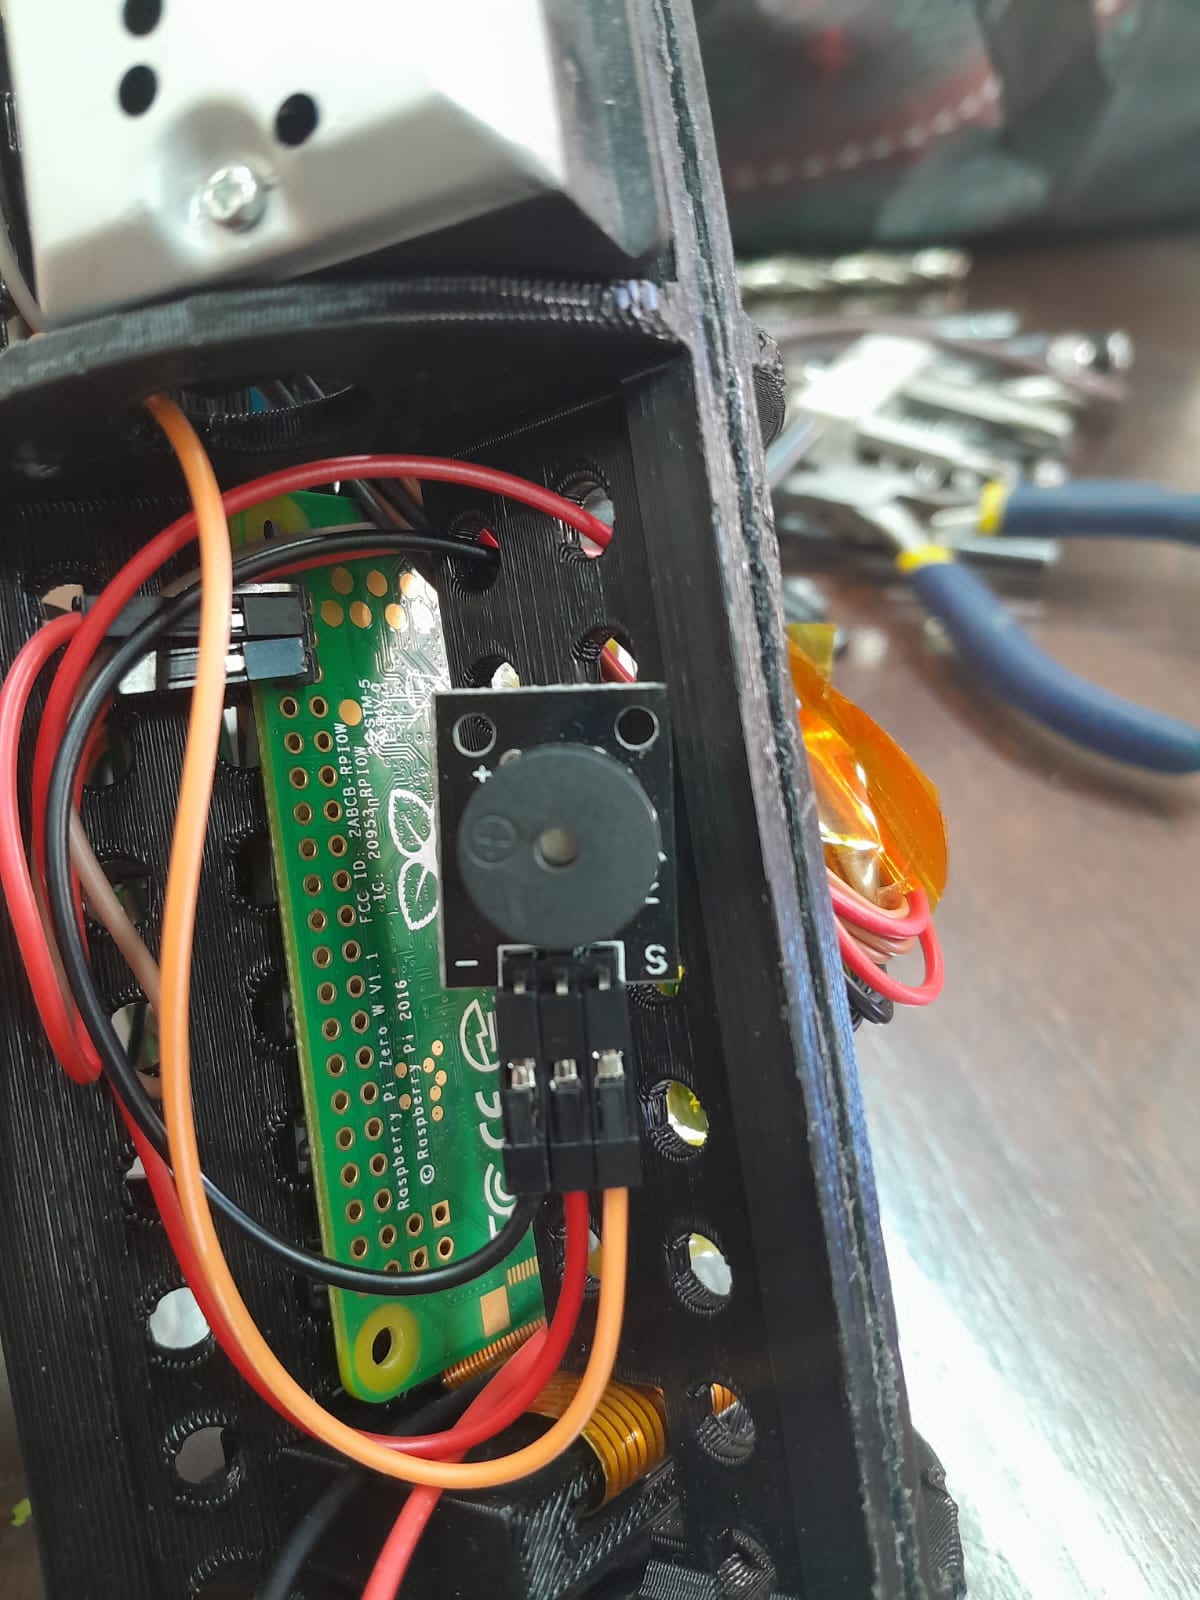 FCC ID: 2ABCB-RPI0W
IC: 20953-RPI0W
Raspberry Pi Zero W V1.1
© Raspberry Pi 2016
+
-
S